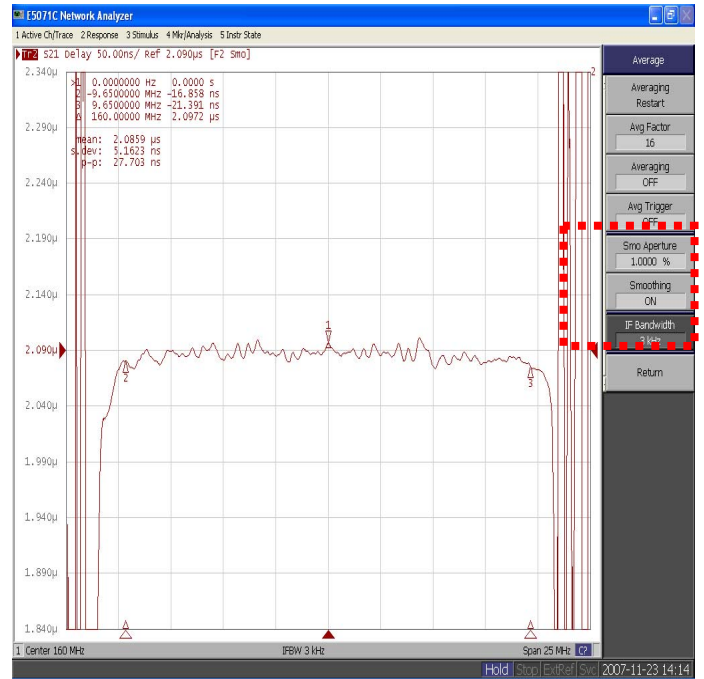 E5071C Network Analyzer
1 Active Ch/Trace 2 Response 3 Stimulus 4 Mkr/Analysis 5 Instr State
Tr2 S21 Delay 50.00ns/ Ref 2.090µs [F2 Smo]
2.340µ
2
>1 0.0000000 Hz 0.0000 s
2 -9.6500000 MHz -16.858 ns
3 9.6500000 MHz -21.391 ns
Δ 160.00000 MHz 2.0972 µs
mean: 2.0859 µs
s.dev: 5.1623 ns
p-p: 27.703 ns
2.290µ
2.240µ
2.190µ
2.140µ
1
2.090µ
2
3
2.040µ
1.990µ
1.940µ
1.890µ
1.840µ
1 Center 160 MHz IFBW 3 kHz Span 25 MHz C?
Average
Averaging
Restart
Avg Factor
16
Averaging
OFF
Avg Trigger
OFF
Smo Aperture
1.0000 %
Smoothing
ON
IF Bandwidth
3 kHz
Return
Hold Stop ExtRef Svc 2007-11-23 14:14